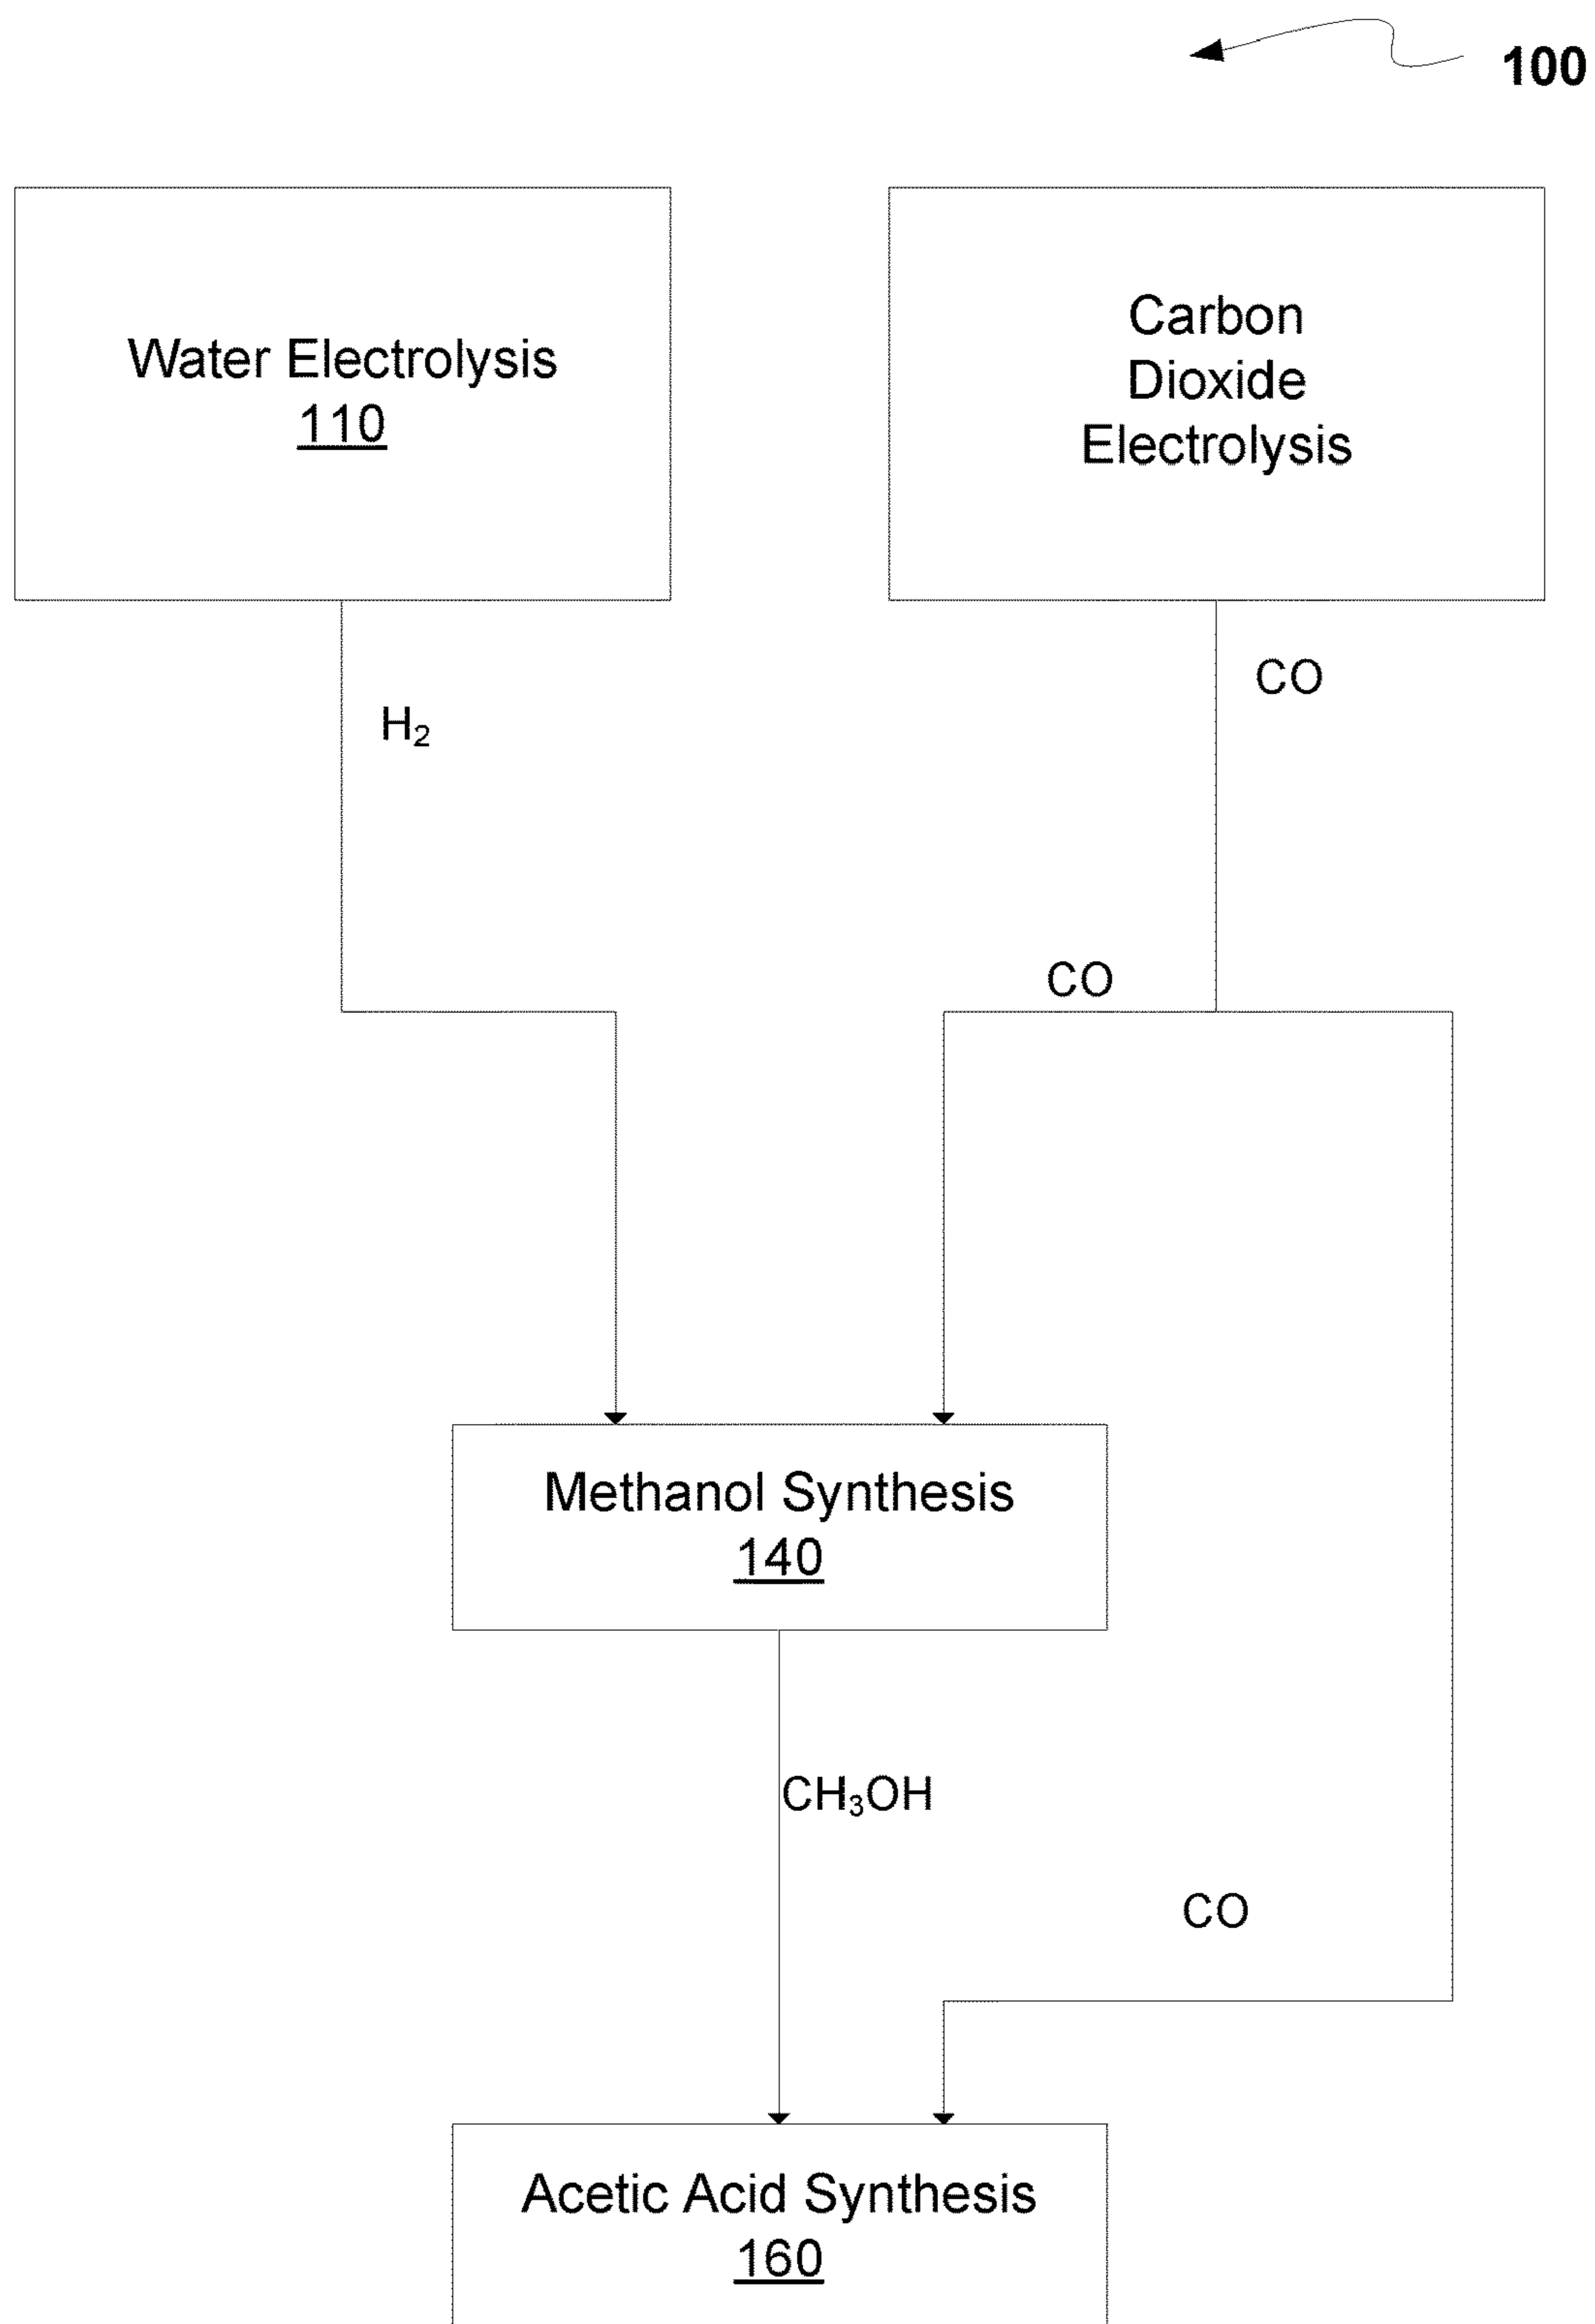 100
Water Electrolysis
110
Carbon
Dioxide
Electrolysis
CO
H₂
CO
Methanol Synthesis
140
CH₃OH
CO
Acetic Acid Synthesis
160